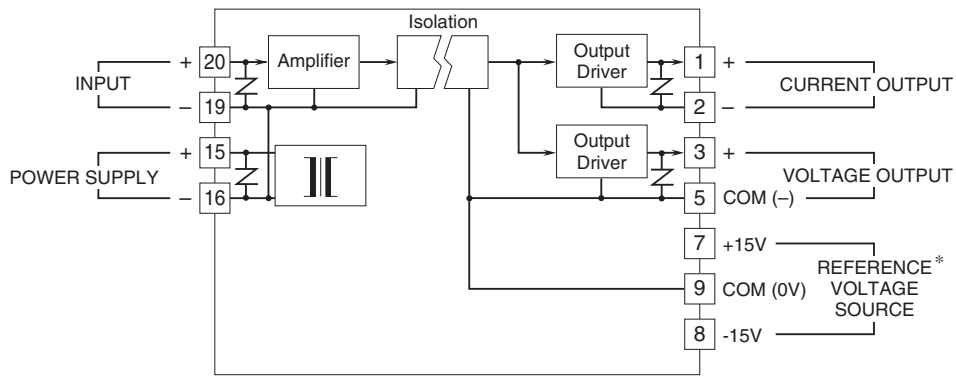 Isolation
INPUT
+ 20
– 19
Amplifier
Output
Driver
1 +
2 –
CURRENT OUTPUT
POWER SUPPLY
+ 15
– 16
Output
Driver
3 +
5 COM (–)
VOLTAGE OUTPUT
7 +15V
9 COM (0V)
8 -15V
REFERENCE*
VOLTAGE
SOURCE